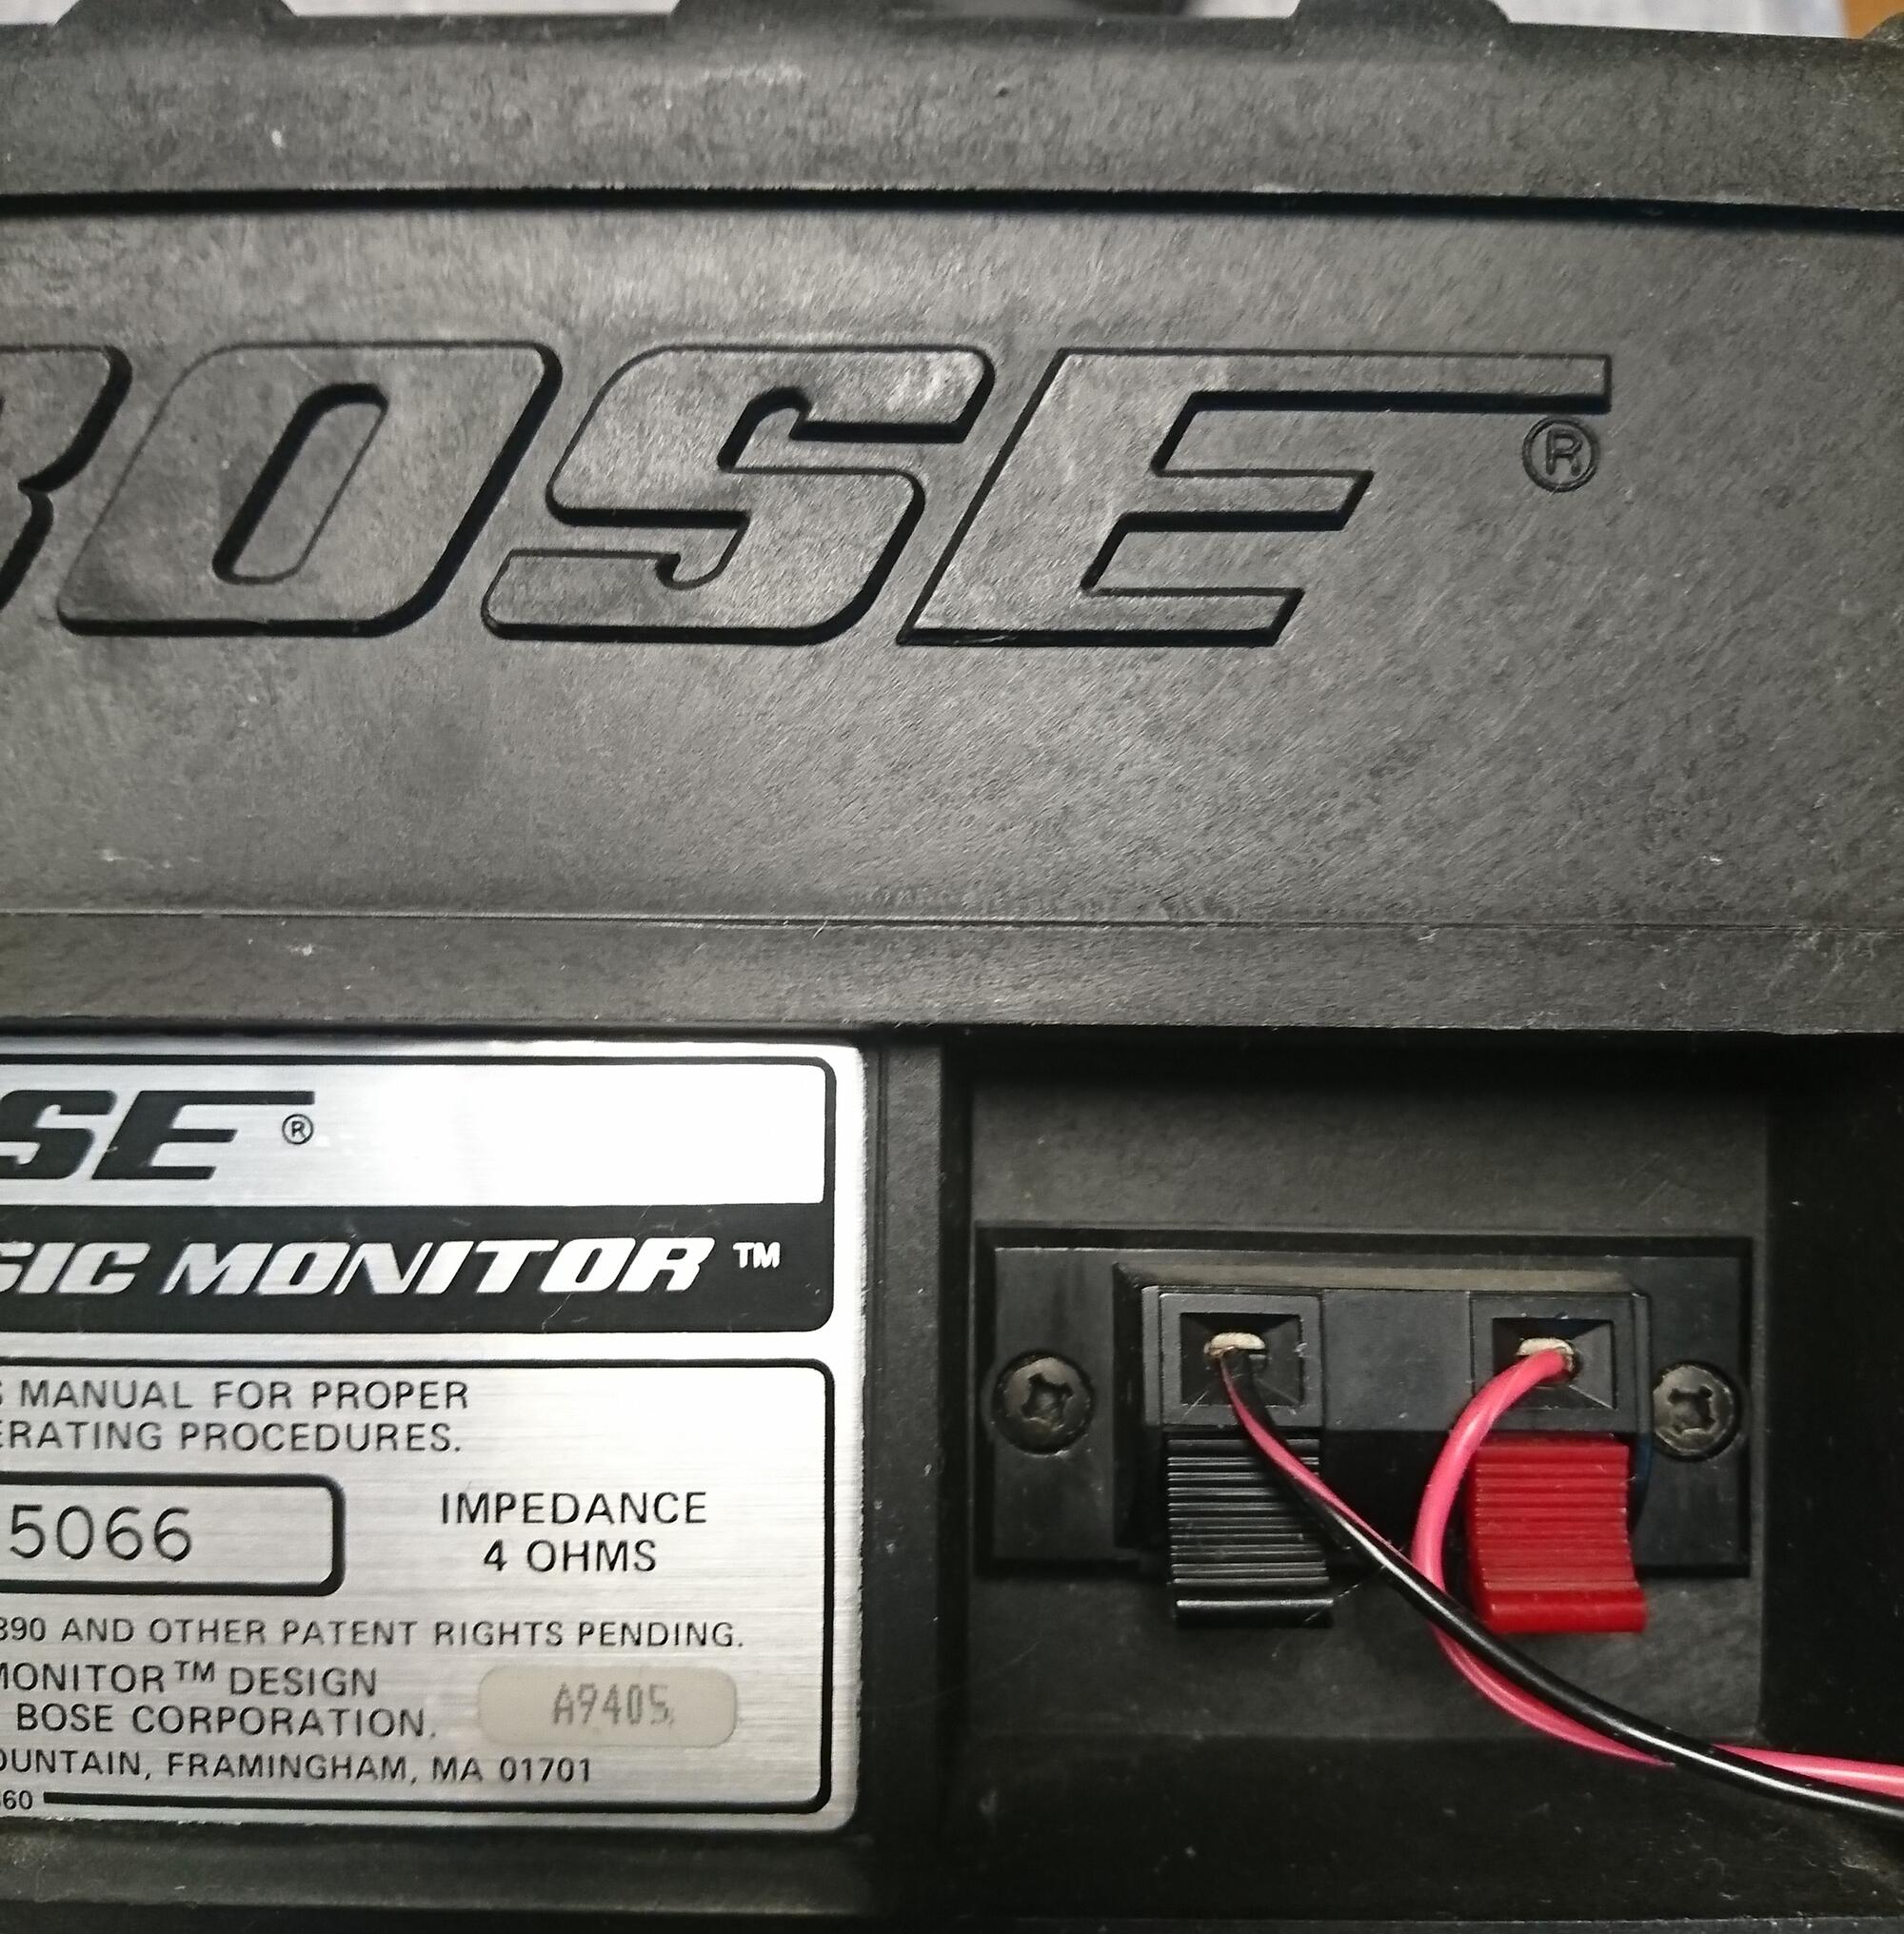 BOSE®
SE®
SIC MONITOR™
S MANUAL FOR PROPER
ERATING PROCEDURES.
5066
IMPEDANCE
4 OHMS
390 AND OTHER PATENT RIGHTS PENDING.
MONITOR™ DESIGN
BOSE CORPORATION.
A9405
OUNTAIN, FRAMINGHAM, MA 01701
60